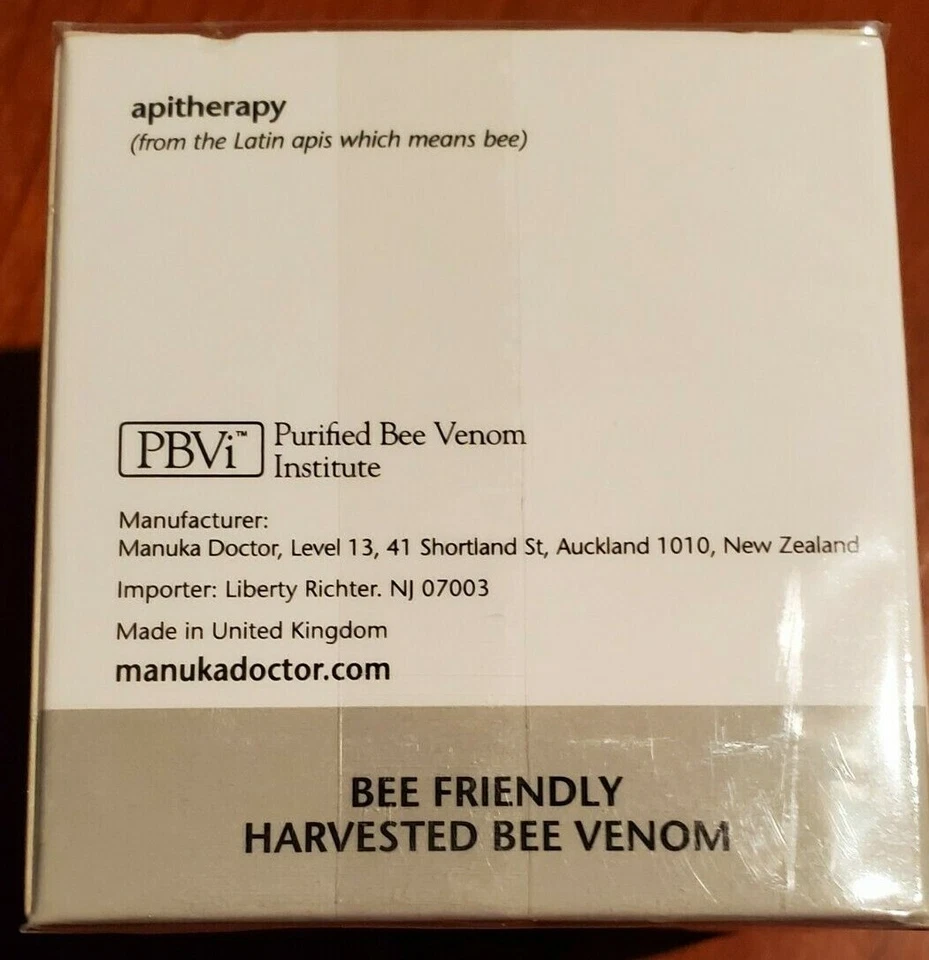 apitherapy
(from the Latin apis which means bee)
PBVi™ Purified Bee Venom
Institute
Manufacturer:
Manuka Doctor, Level 13, 41 Shortland St, Auckland 1010, New Zealand
Importer: Liberty Richter. NJ 07003
Made in United Kingdom
manukadoctor.com
BEE FRIENDLY
HARVESTED BEE VENOM